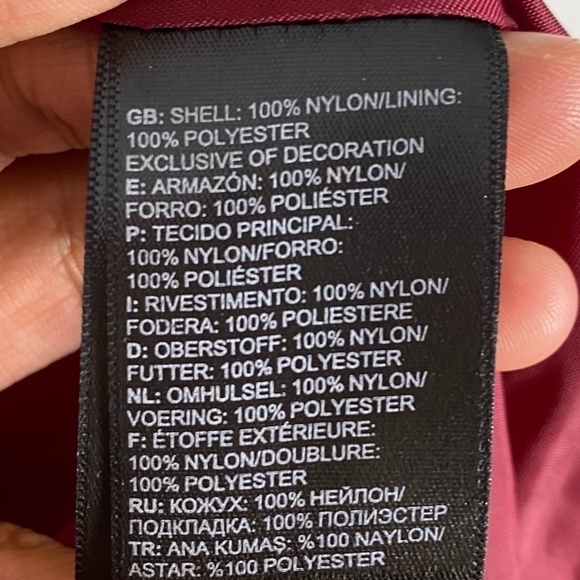 GB: SHELL: 100% NYLON/LINING:
100% POLYESTER
EXCLUSIVE OF DECORATION
E: ARMAZÓN: 100% NYLON/
FORRO: 100% POLIÉSTER
P: TECIDO PRINCIPAL:
100% NYLON/FORRO:
100% POLIÉSTER
I: RIVESTIMENTO: 100% NYLON/
FODERA: 100% POLIESTERE
D: OBERSTOFF: 100% NYLON/
FUTTER: 100% POLYESTER
NL: OMHULSEL: 100% NYLON/
VOERING: 100% POLYESTER
F: ÉTOFFE EXTÉRIEURE:
100% NYLON/DOUBLURE:
100% POLYESTER
RU: КОЖУХ: 100% НЕЙЛОН/
ПОДКЛАДКА: 100% ПОЛИЭСТЕР
TR: ANA KUMAŞ: %100 NAYLON/
ASTAR: %100 POLYESTER